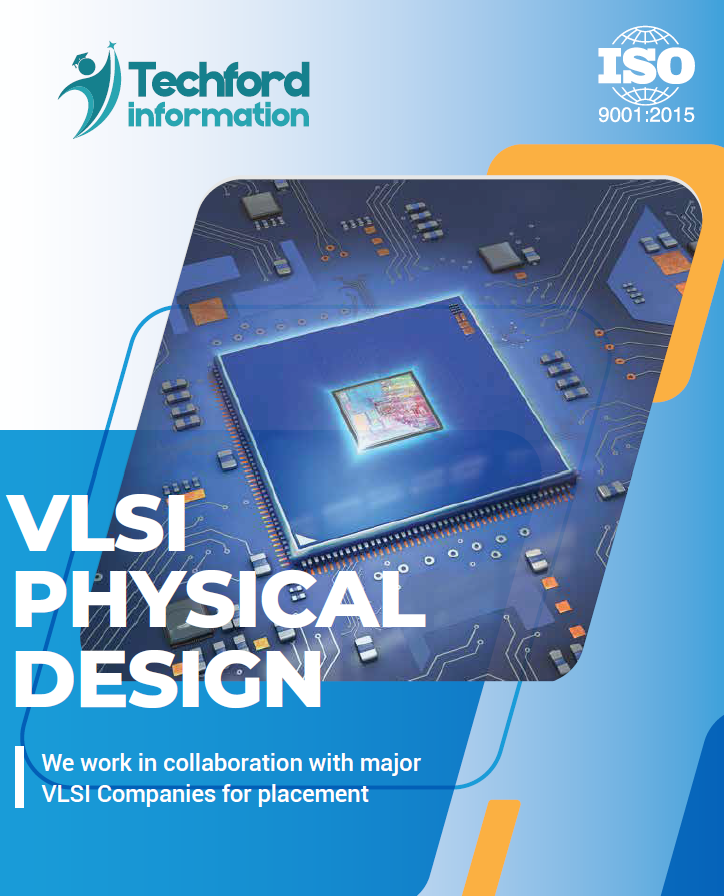 Techford
information
ISO
9001:2015
VLSI
PHYSICAL
DESIGN
We work in collaboration with major
VLSI Companies for placement